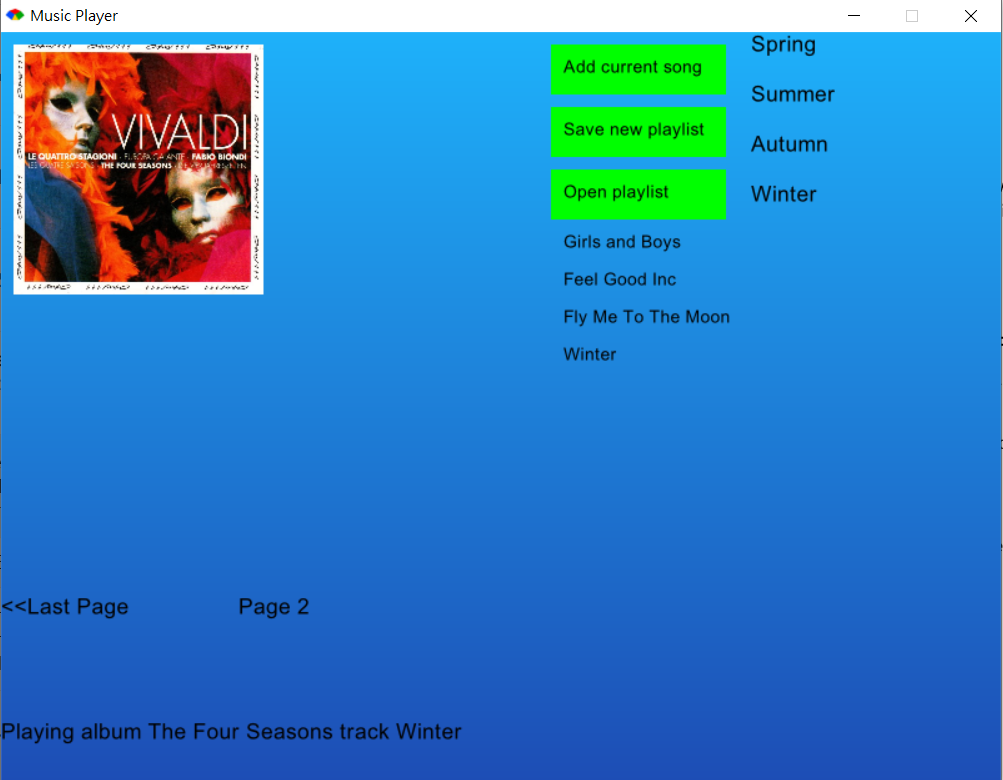 Music Player
VIVALDI
LE QUATTRO STAGIONI · EUROPA GALANTE · FABIO BIONDI
THE FOUR SEASONS
Add current song
Save new playlist
Open playlist
Girls and Boys
Feel Good Inc
Fly Me To The Moon
Winter
Spring
Summer
Autumn
Winter
<<Last Page
Page 2
Playing album The Four Seasons track Winter